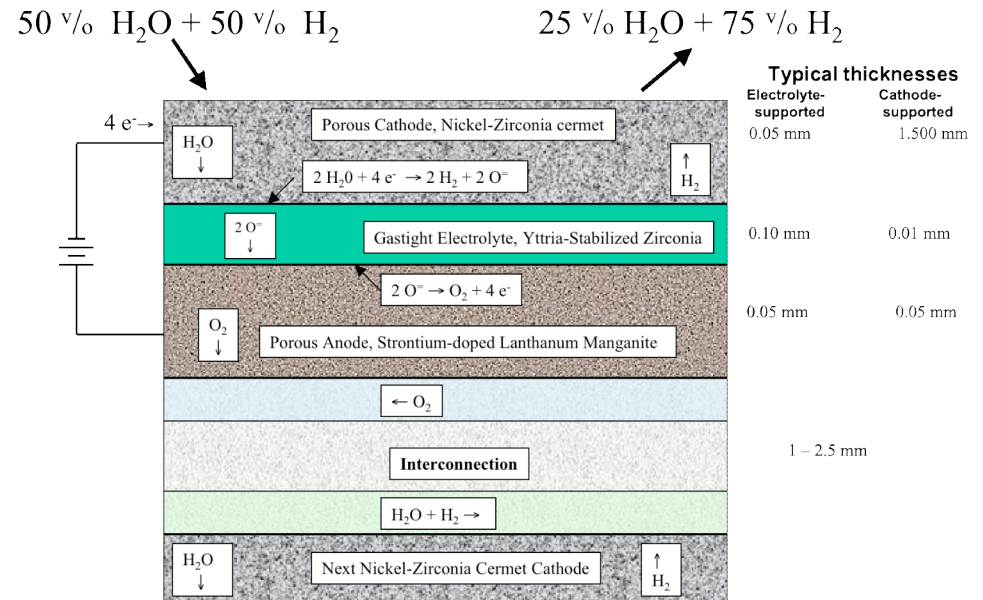 50 ᵛ/₀ H₂O + 50 ᵛ/₀ H₂
25 ᵛ/₀ H₂O + 75 ᵛ/₀ H₂
Typical thicknesses
Electrolyte-
supported
Cathode-
supported
4 e⁻→
Porous Cathode, Nickel-Zirconia cermet
0.05 mm
1.500 mm
H₂O
↓
↑
H₂
2 H₂0 + 4 e⁻ → 2 H₂ + 2 O⁼
2 O⁼
↓
Gastight Electrolyte, Yttria-Stabilized Zirconia
0.10 mm
0.01 mm
2 O⁼ → O₂ + 4 e⁻
0.05 mm
0.05 mm
O₂
↓
Porous Anode, Strontium-doped Lanthanum Manganite
← O₂
Interconnection
1 – 2.5 mm
H₂O + H₂ →
H₂O
↓
Next Nickel-Zirconia Cermet Cathode
↑
H₂